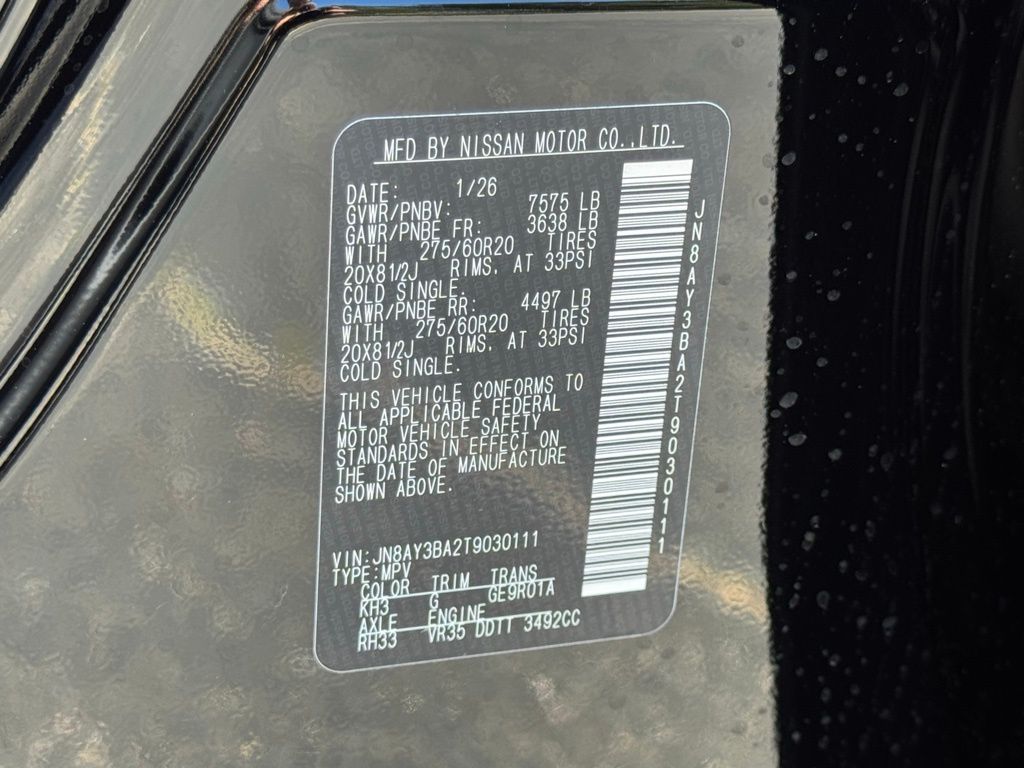 MFD BY NISSAN MOTOR CO.,LTD.
DATE: 1/26
GVWR/PNBV: 7575 LB
GAWR/PNBE FR: 3638 LB
WITH 275/60R20 TIRES
20X81/2J RIMS, AT 33PSI
COLD SINGLE.
GAWR/PNBE RR: 4497 LB
WITH 275/60R20 TIRES
20X81/2J RIMS, AT 33PSI
COLD SINGLE.
THIS VEHICLE CONFORMS TO
ALL APPLICABLE FEDERAL
MOTOR VEHICLE SAFETY
STANDARDS IN EFFECT ON
THE DATE OF MANUFACTURE
SHOWN ABOVE.
VIN:JN8AY3BA2T9030111
TYPE:MPV
COLOR TRIM TRANS
KH3 G GE9R01A
AXLE ENGINE
RH33 VR35 DDTT 3492CC
JN8AY3BA2T9030111